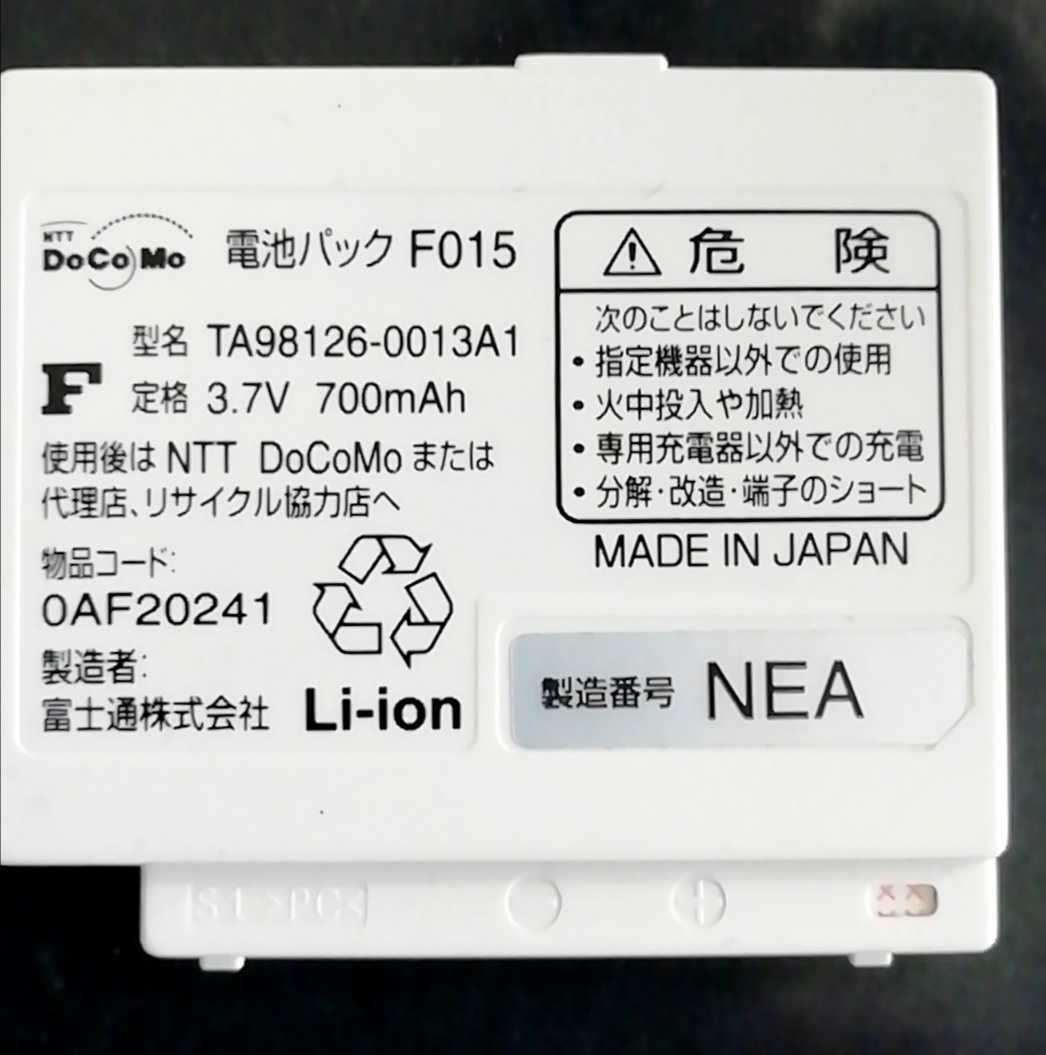 NTT
DoCoMo
電池パック F015
型名 TA98126-0013A1
F
定格 3.7V 700mAh
使用後は NTT DoCoMo または
代理店、リサイクル協力店へ
物品コード:
0AF20241
製造者:
富士通株式会社
Li-ion
危 険
次のことはしないでください
・指定機器以外での使用
・火中投入や加熱
・専用充電器以外での充電
・分解・改造・端子のショート
MADE IN JAPAN
製造番号 NEA
S1 >PC<